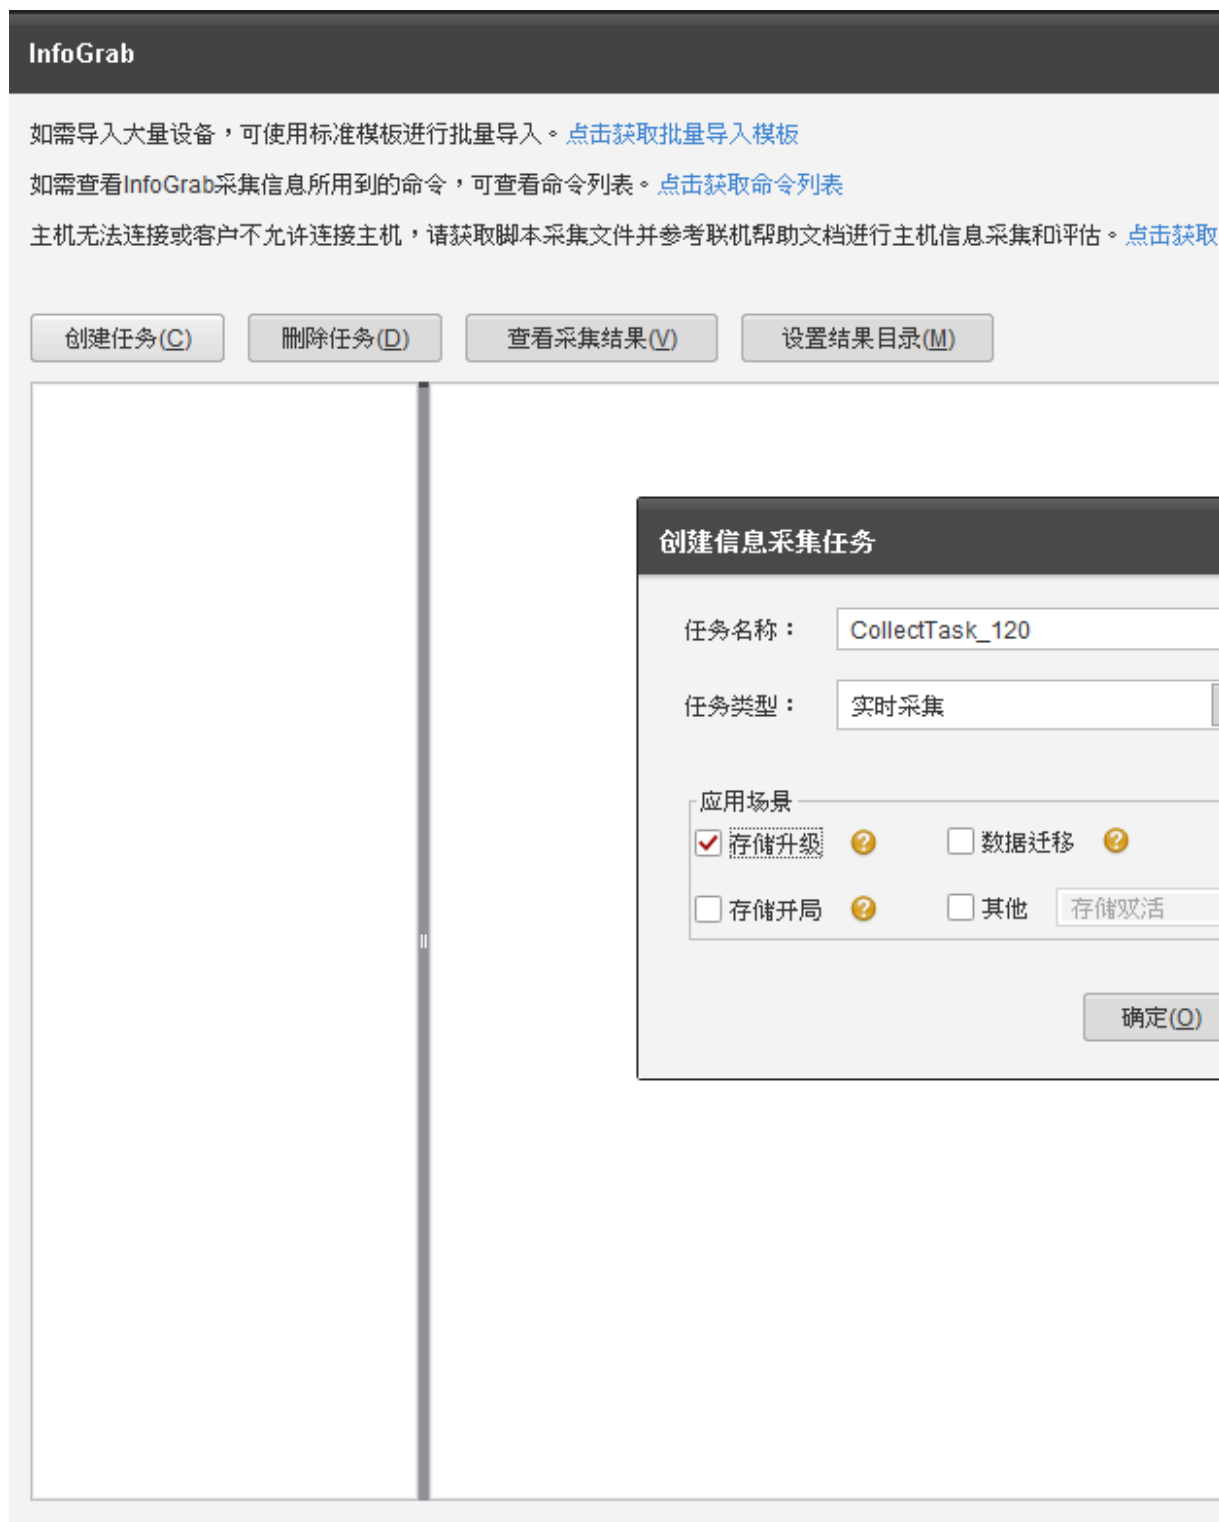 InfoGrab
如需导入大量设备，可使用标准模板进行批量导入。点击获取批量导入模板
如需查看InfoGrab采集信息所用到的命令，可查看命令列表。点击获取命令列表
主机无法连接或客户不允许连接主机，请获取脚本采集文件并参考联机帮助文档进行主机信息采集和评估。点击获取
创建任务(C) 删除任务(D) 查看采集结果(V) 设置结果目录(M)
创建信息采集任务
任务名称： CollectTask_120
任务类型： 实时采集
应用场景
存储升级 数据迁移
存储开局 其他 存储双活
确定(O)